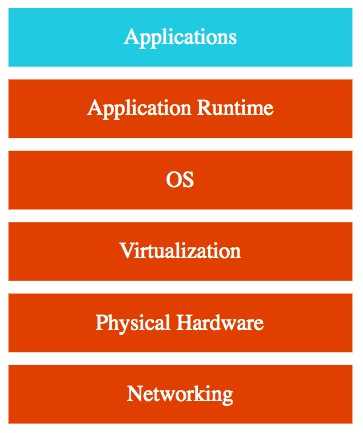 Applications
Application Runtime
OS
Virtualization
Physical Hardware
Networking